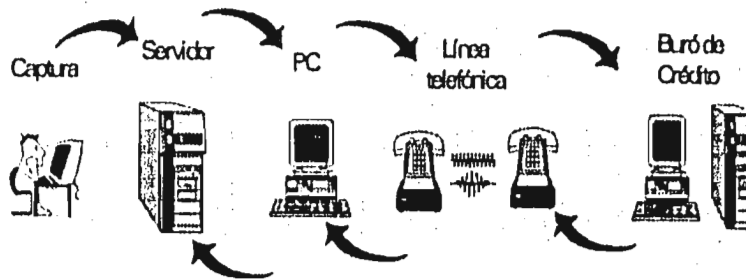 Captura
Servidor
PC
Línea
telefónica
Buró de
Crédito